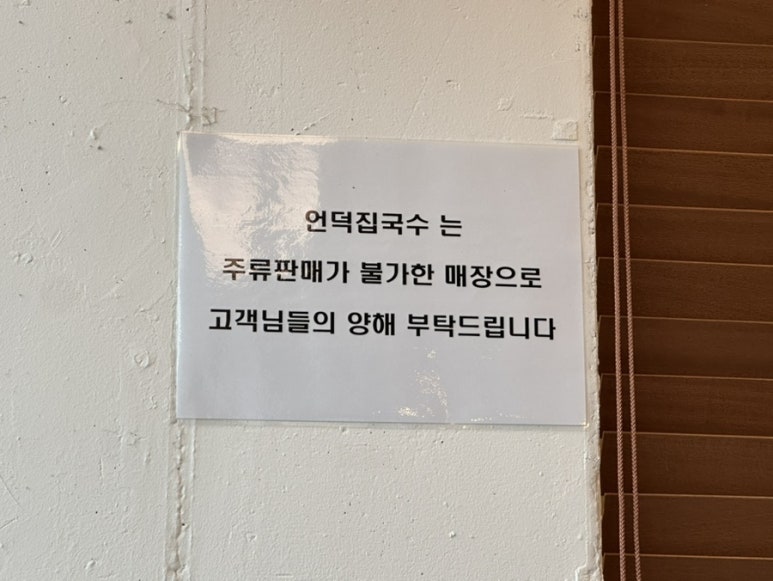 언덕집국수 는
주류판매가 불가한 매장으로
고객님들의 양해 부탁드립니다